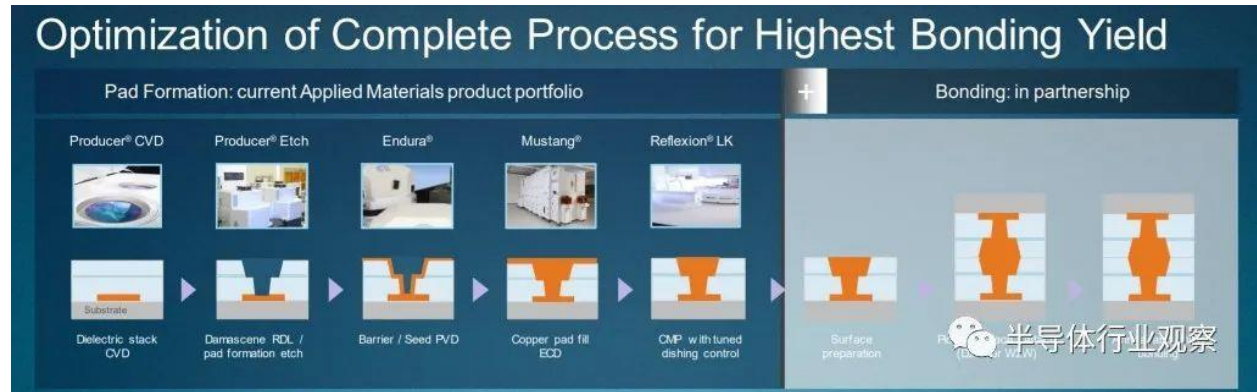 Optimization of Complete Process for Highest Bonding Yield
Pad Formation: current Applied Materials product portfolio
+
Bonding: in partnership
Producer® CVD
Producer® Etch
Endura®
Mustang®
Reflexion® LK
Substrate
Dielectric stack
CVD
Damascene RDL /
pad formation etch
Barrier / Seed PVD
Copper pad fill
ECD
CMP with tuned
dishing control
Surface
preparation
W2W)
bonding
半导体行业观察